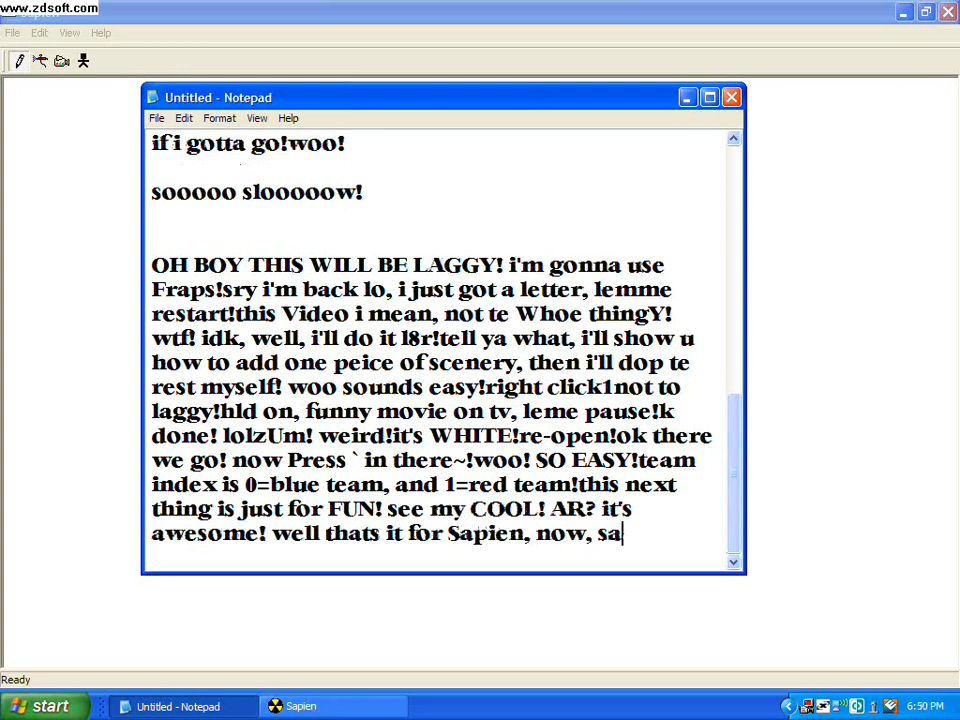 www.zdsoft.com
File Edit View Help
Untitled - Notepad
File Edit Format View Help
if i gotta go!woo!
sooooo slooooow!
OH BOY THIS WILL BE LAGGY! i'm gonna use
Fraps!sry i'm back lo, i just got a letter, lemme
restart!this Video i mean, not te Whoe thingY!
wtf! idk, well, i'll do it l8r!tell ya what, i'll show u
how to add one peice of scenery, then i'll dop te
rest myself! woo sounds easy!right click1not to
laggy!hld on, funny movie on tv, leme pause!k
done! lolzUm! weird!it's WHITE!re-open!ok there
we go! now Press ` in there~!woo! SO EASY!team
index is 0=blue team, and 1=red team!this next
thing is just for FUN! see my COOL! AR? it's
awesome! well thats it for Sapien, now, sa
Ready
start Untitled - Notepad Sapien 6:50 PM